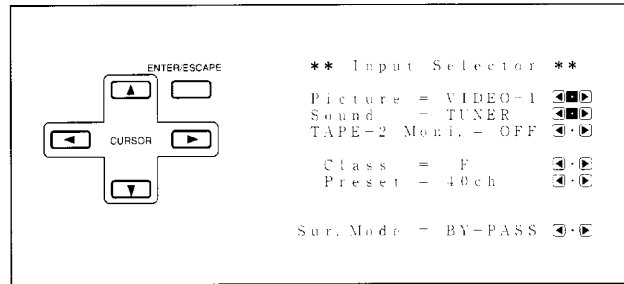 ENTER/ESCAPE
CURSOR
** Input Selector **
Picture = VIDEO-1 ◀■▶
Sound = TUNER ◀■▶
TAPE-2 Moni. = OFF ◀·▶
Class = F ◀·▶
Preset = 40ch ◀·▶
Sur. Mode = BY-PASS ◀·▶